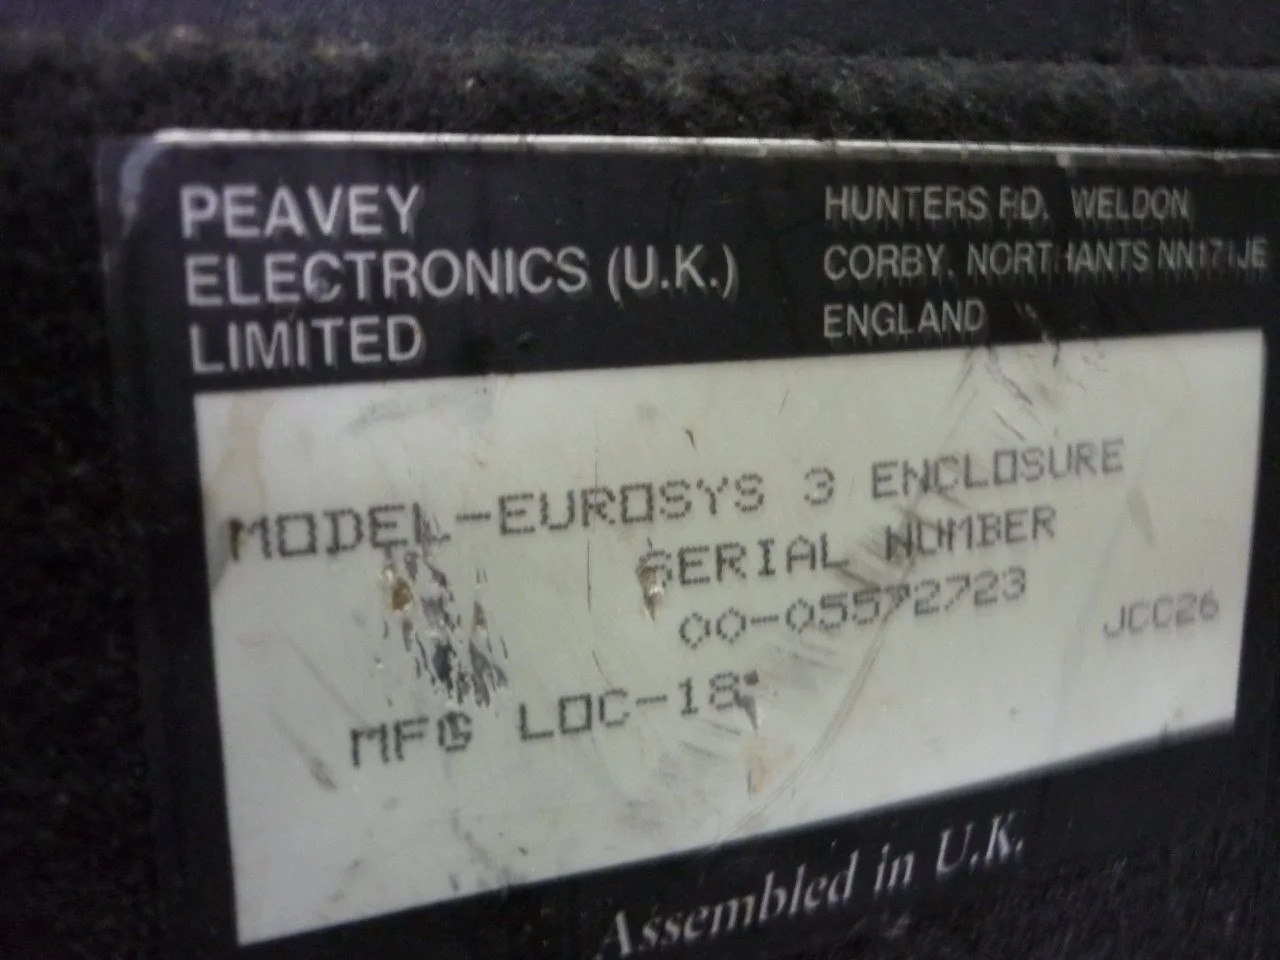 PEAVEY
ELECTRONICS (U.K.)
LIMITED
HUNTERS RD. WELDON
CORBY, NORTHANTS NN17 1JE
ENGLAND
MODEL-EUROSYS 3 ENCLOSURE
SERIAL NUMBER
00-05572723
JCC26
MFG LOC-18
Assembled in U.K.